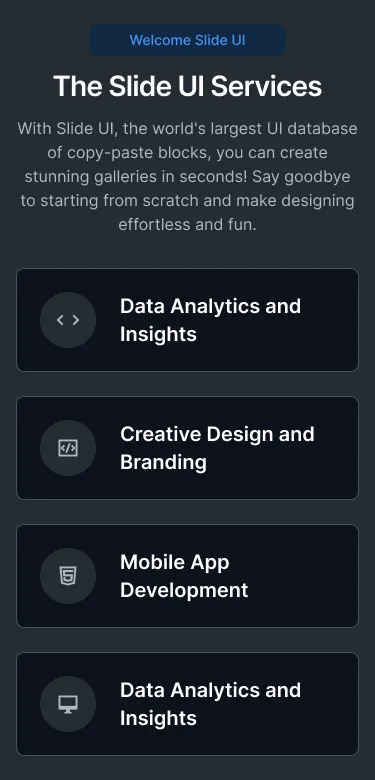 Welcome Slide UI
The Slide UI Services
With Slide UI, the world's largest UI database
of copy-paste blocks, you can create
stunning galleries in seconds! Say goodbye
to starting from scratch and make designing
effortless and fun.
Data Analytics and
Insights
Creative Design and
Branding
Mobile App
Development
Data Analytics and
Insights